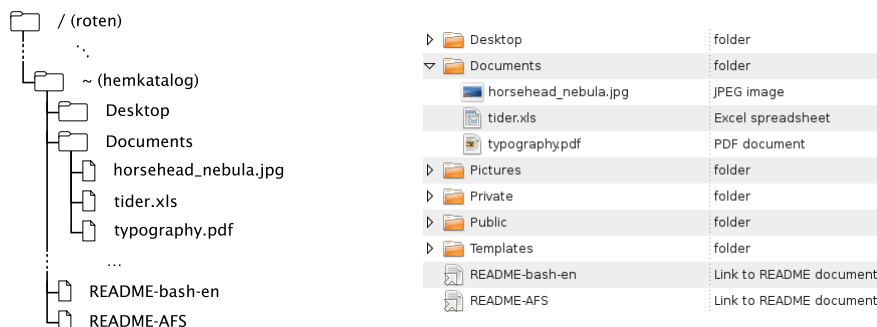 / (roten)
~ (hemkatalog)
Desktop
Documents
horsehead_nebula.jpg
tider.xls
typography.pdf
...
README-bash-en
README-AFS
Desktop folder
Documents folder
horsehead_nebula.jpg JPEG image
tider.xls Excel spreadsheet
typography.pdf PDF document
Pictures folder
Private folder
Public folder
Templates folder
README-bash-en Link to README document
README-AFS Link to README document